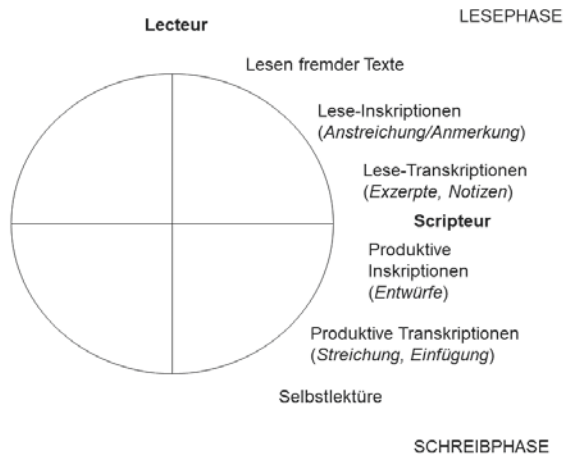 LESEPHASE
Lecteur
Lesen fremder Texte
Lese-Inskriptionen
(Anstreichung/Anmerkung)
Lese-Transkriptionen
(Exzerpte, Notizen)
Scripteur
Produktive
Inskriptionen
(Entwürfe)
Produktive Transkriptionen
(Streichung, Einfügung)
Selbstlektüre
SCHREIBPHASE